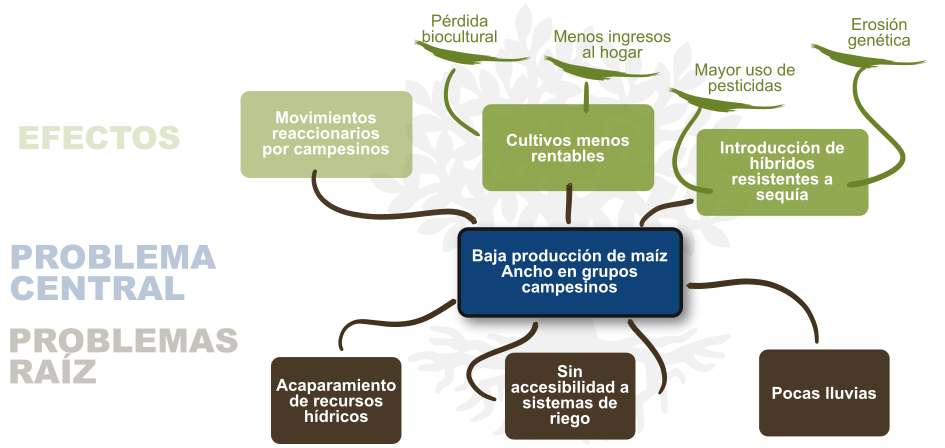 Pérdida
biocultural
Menos ingresos
al hogar
Mayor uso de
pesticidas
Erosión
genética
EFECTOS
Movimientos
reaccionarios
por campesinos
Cultivos menos
rentables
Introducción de
híbridos
resistentes a
sequía
PROBLEMA
CENTRAL
Baja producción de maíz
Ancho en grupos
campesinos
PROBLEMAS
RAÍZ
Acaparamiento
de recursos
hídricos
Sin
accesibilidad a
sistemas de
riego
Pocas lluvias